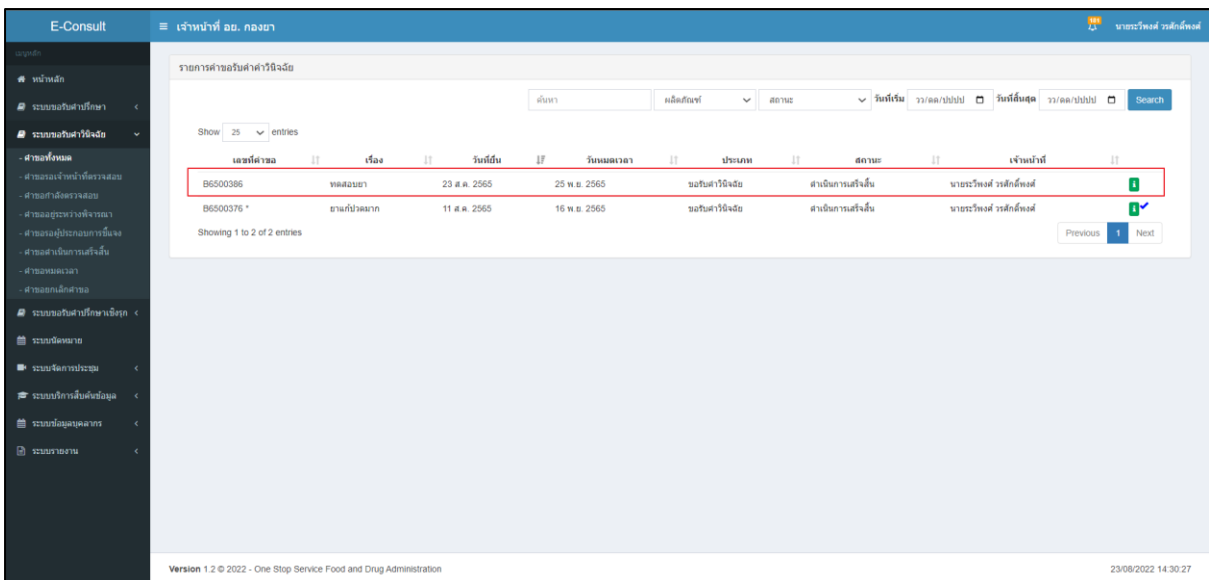 E-Consult
เจ้าหน้าที่ อย. กองยา
นายระวีพงศ์ วรศักดิ์พงศ์
เมนูหลัก
หน้าหลัก
ระบบขอรับคำปรึกษา
ระบบขอรับคำวินิจฉัย
- คำขอทั้งหมด
- คำขอรอเจ้าหน้าที่ตรวจสอบ
- คำขอกำลังตรวจสอบ
- คำขออยู่ระหว่างพิจารณา
- คำขอรอผู้ประกอบการชี้แจง
- คำขอดำเนินการเสร็จสิ้น
- คำขอหมดเวลา
- คำขอยกเลิกคำขอ
ระบบขอรับคำปรึกษาเชิงรุก
ระบบนัดหมาย
ระบบจัดการประชุม
ระบบบริการสืบค้นข้อมูล
ระบบข้อมูลบุคลากร
ระบบรายงาน
รายการคำขอรับคำคำวินิจฉัย
ค้นหา ผลิตภัณฑ์ สถานะ วันที่เริ่ม วว/ดด/ปปปป วันที่สิ้นสุด วว/ดด/ปปปป Search
Show 25 entries
เลขที่คำขอ เรื่อง วันที่ยื่น วันหมดเวลา ประเภท สถานะ เจ้าหน้าที่
B6500386 ทดสอบยา 23 ส.ค. 2565 25 พ.ย. 2565 ขอรับคำวินิจฉัย ดำเนินการเสร็จสิ้น นายระวีพงศ์ วรศักดิ์พงศ์
B6500376 * ยาแก้ปวดมาก 11 ส.ค. 2565 16 พ.ย. 2565 ขอรับคำวินิจฉัย ดำเนินการเสร็จสิ้น นายระวีพงศ์ วรศักดิ์พงศ์
Showing 1 to 2 of 2 entries
Previous 1 Next
Version 1.2 © 2022 - One Stop Service Food and Drug Administration
23/08/2022 14:30:27